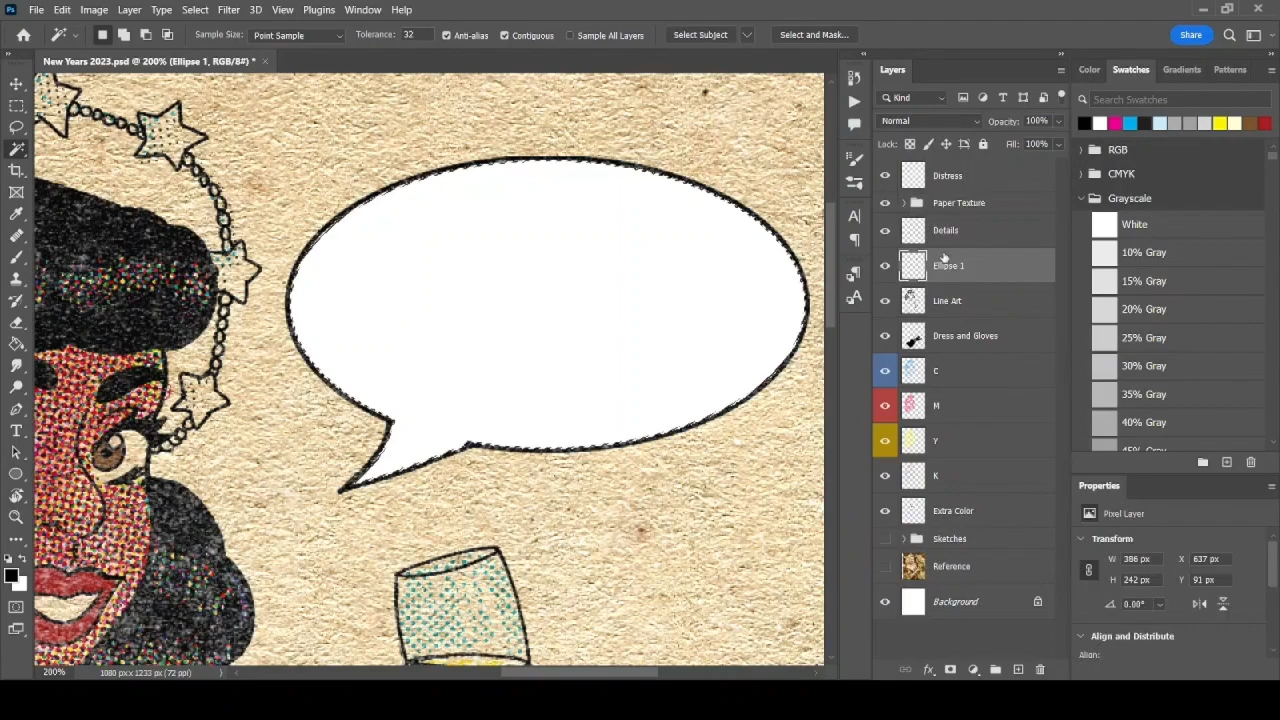 Ps File Edit Image Layer Type Select Filter 3D View Plugins Window Help
Sample Size: Point Sample Tolerance: 32 Anti-alias Contiguous Sample All Layers Select Subject Select and Mask... Share
New Years 2023.psd @ 200% (Ellipse 1, RGB/8#) *
Layers
Kind
Normal Opacity: 100%
Lock: Fill: 100%
Distress
Paper Texture
Details
Ellipse 1
Line Art
Dress and Gloves
C
M
Y
K
Extra Color
Sketches
Reference
Background
Color Swatches Gradients Patterns
Search Swatches
RGB
CMYK
Grayscale
White
10% Gray
15% Gray
20% Gray
25% Gray
30% Gray
35% Gray
40% Gray
45% Gray
Properties
Pixel Layer
Transform
W 386 px X 637 px
H 242 px Y 91 px
0.00°
Align and Distribute
Align:
200% 1080 px x 1233 px (72 ppi)